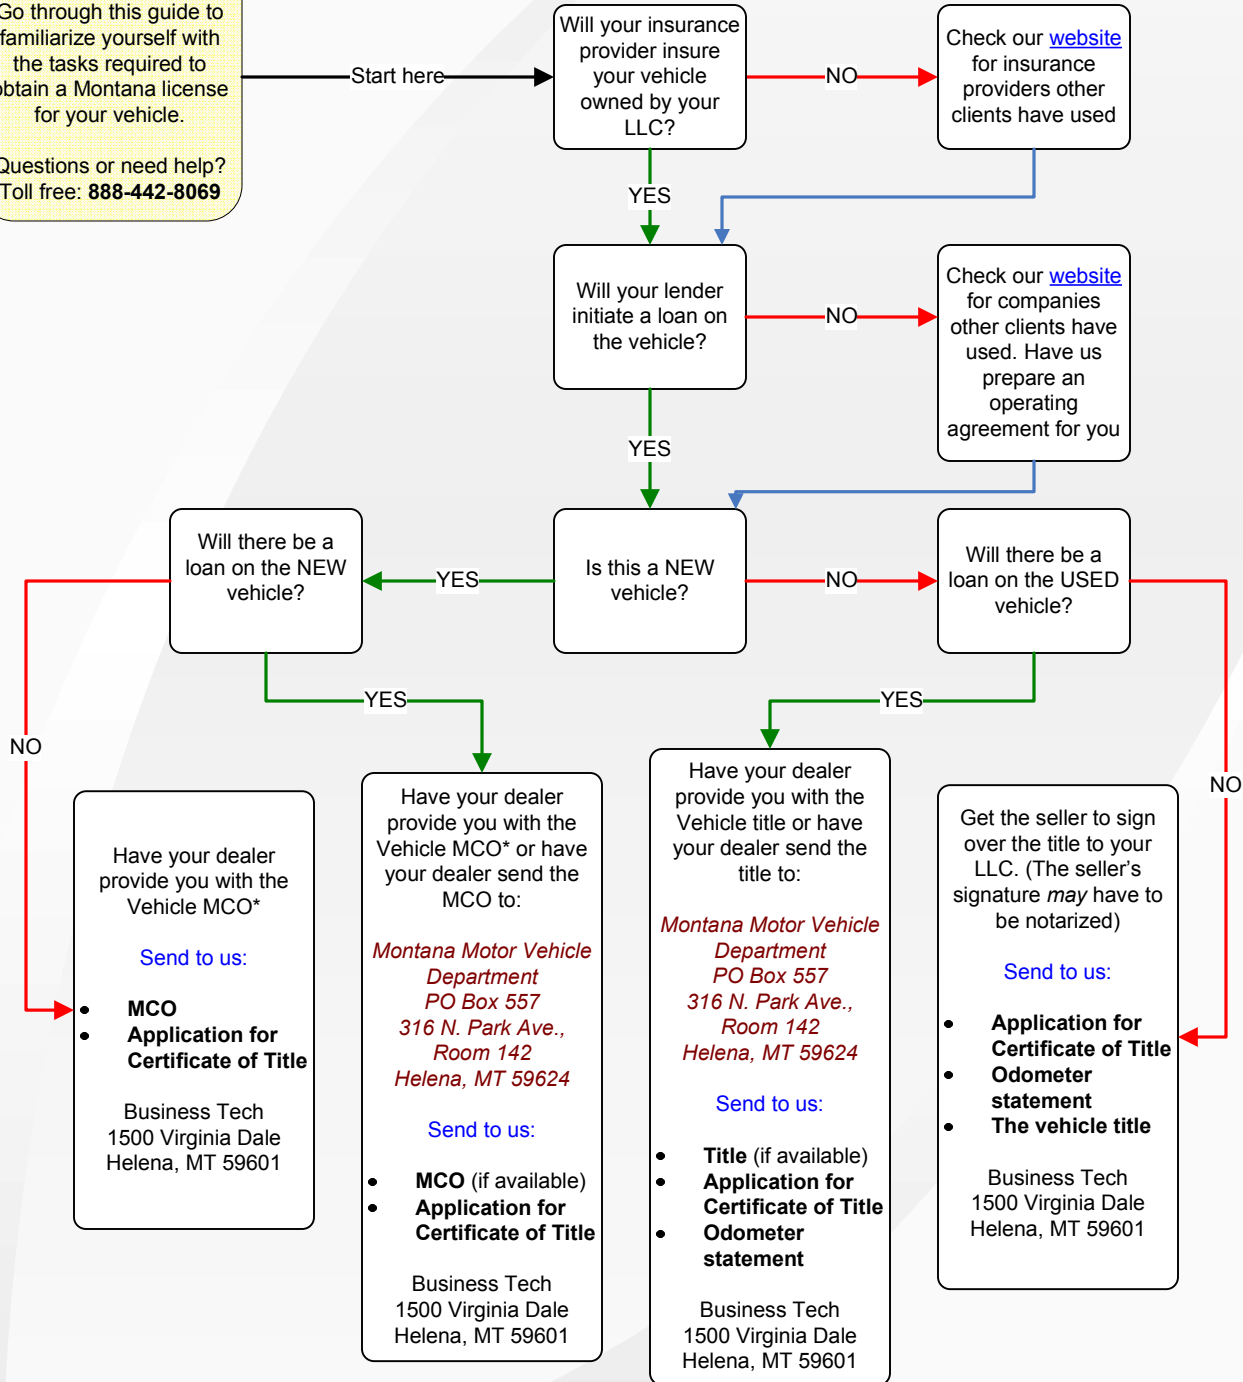 Go through this guide to
familiarize yourself with
the tasks required to
obtain a Montana license
for your vehicle.
Questions or need help?
Toll free: 888-442-8069
Start here
Will your insurance
provider insure
your vehicle
owned by your
LLC?
NO
Check our website
for insurance
providers other
clients have used
YES
Will your lender
initiate a loan on
the vehicle?
NO
Check our website
for companies
other clients have
used. Have us
prepare an
operating
agreement for you
YES
Will there be a
loan on the NEW
vehicle?
YES
Is this a NEW
vehicle?
NO
Will there be a
loan on the USED
vehicle?
YES
YES
NO
NO
Have your dealer
provide you with the
Vehicle MCO*
Send to us:
• MCO
• Application for
Certificate of Title
Business Tech
1500 Virginia Dale
Helena, MT 59601
Have your dealer
provide you with the
Vehicle MCO* or have
your dealer send the
MCO to:
Montana Motor Vehicle
Department
PO Box 557
316 N. Park Ave.,
Room 142
Helena, MT 59624
Send to us:
• MCO (if available)
• Application for
Certificate of Title
Business Tech
1500 Virginia Dale
Helena, MT 59601
Have your dealer
provide you with the
Vehicle title or have
your dealer send the
title to:
Montana Motor Vehicle
Department
PO Box 557
316 N. Park Ave.,
Room 142
Helena, MT 59624
Send to us:
• Title (if available)
• Application for
Certificate of Title
• Odometer
statement
Business Tech
1500 Virginia Dale
Helena, MT 59601
Get the seller to sign
over the title to your
LLC. (The seller's
signature may have to
be notarized)
Send to us:
• Application for
Certificate of Title
• Odometer
statement
• The vehicle title
Business Tech
1500 Virginia Dale
Helena, MT 59601